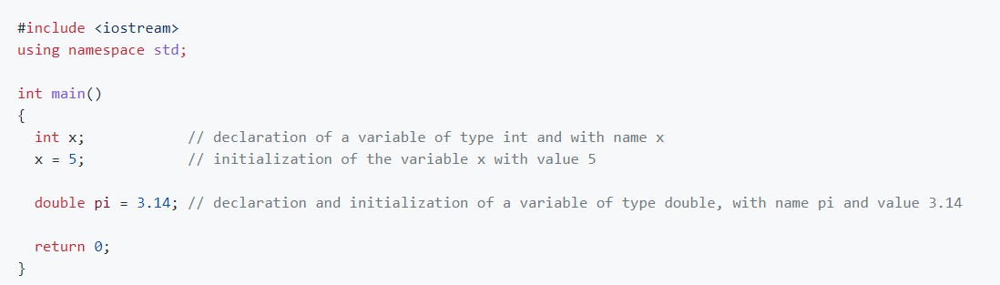 #include <iostream>
using namespace std;
int main()
{
int x; // declaration of a variable of type int and with name x
x = 5; // initialization of the variable x with value 5
double pi = 3.14; // declaration and initialization of a variable of type double, with name pi and value 3.14
return 0;
}